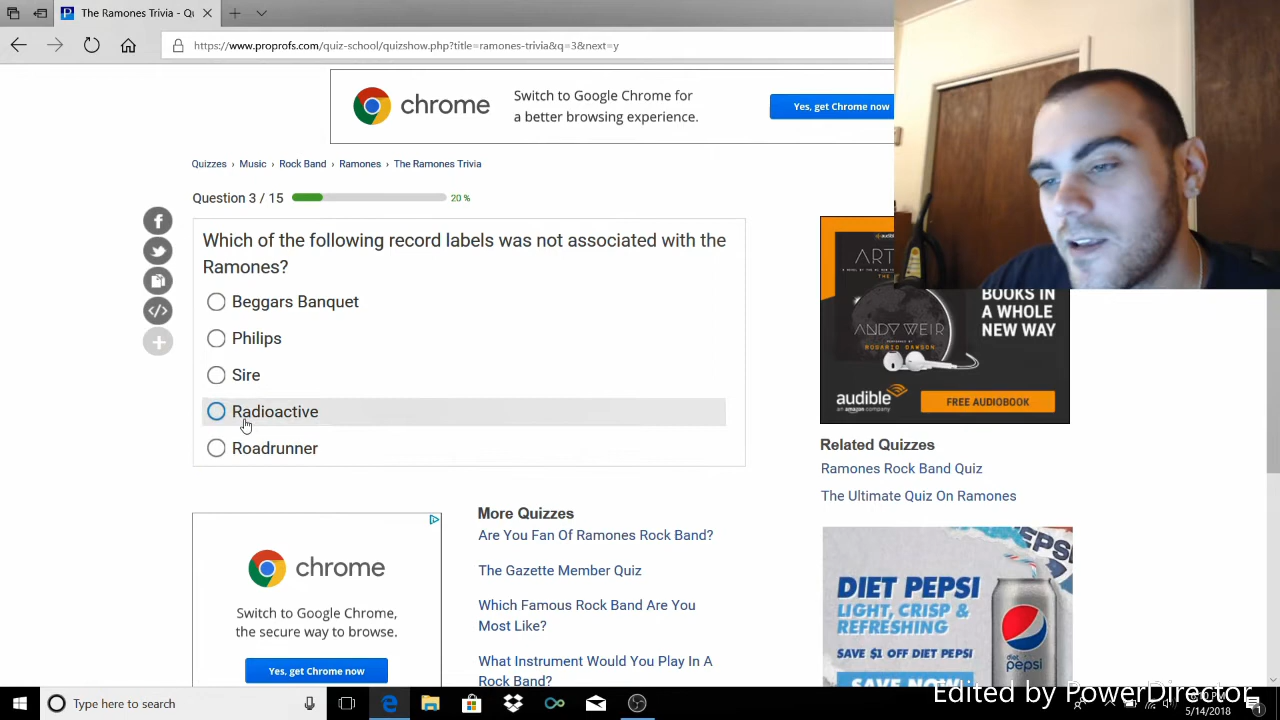 The Ramones Trivia - Qu
https://www.proprofs.com/quiz-school/quizshow.php?title=ramones-trivia&q=3&next=y
chrome
Switch to Google Chrome for
a better browsing experience.
Yes, get Chrome now
Quizzes › Music › Rock Band › Ramones › The Ramones Trivia
Question 3 / 15
20 %
Which of the following record labels was not associated with the
Ramones?
Beggars Banquet
Philips
Sire
Radioactive
Roadrunner
ART
ANDY WEIR
BOOKS IN
A WHOLE
NEW WAY
audible
an amazon company
FREE AUDIOBOOK
Related Quizzes
Ramones Rock Band Quiz
The Ultimate Quiz On Ramones
chrome
Switch to Google Chrome,
the secure way to browse.
Yes, get Chrome now
More Quizzes
Are You Fan Of Ramones Rock Band?
The Gazette Member Quiz
Which Famous Rock Band Are You
Most Like?
What Instrument Would You Play In A
Rock Band?
DIET PEPSI
LIGHT, CRISP &
REFRESHING
SAVE $1 OFF DIET PEPSI
SAVE NOW
diet
pepsi
Type here to search
Edited by PowerDirector
5/14/2018